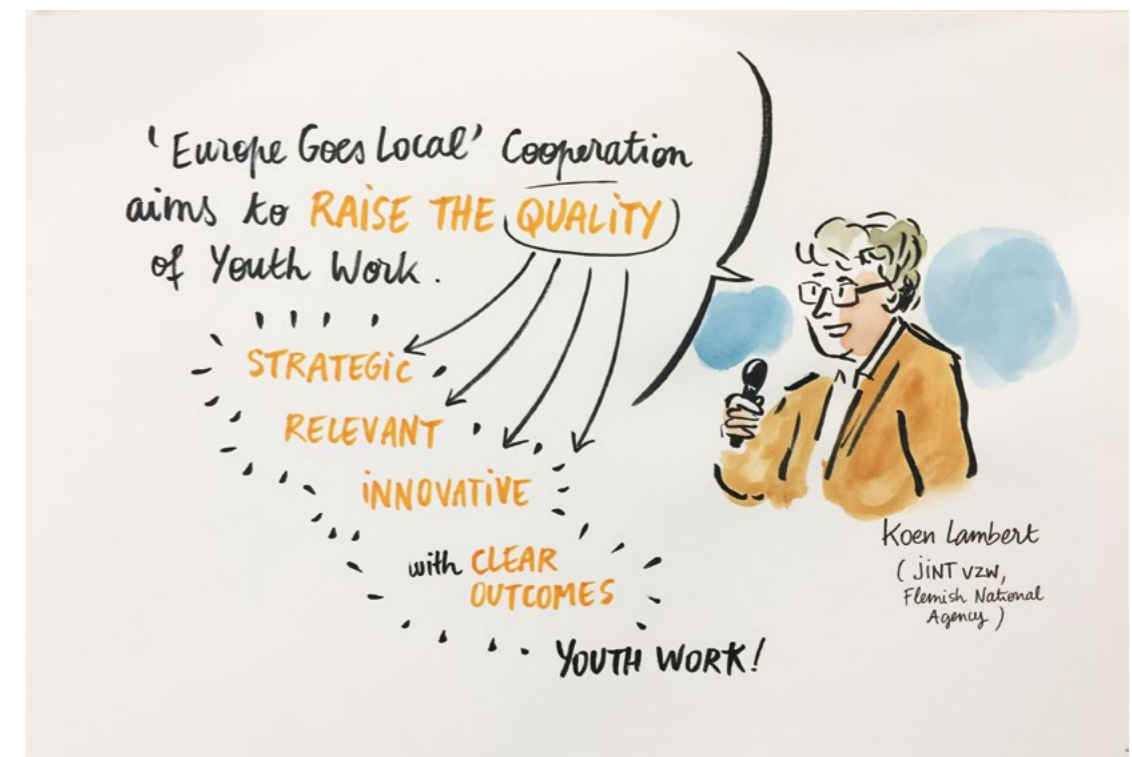 'Europe Goes Local' Cooperation
aims to RAISE THE QUALITY
of Youth Work.
STRATEGIC
RELEVANT
iNNOVATiVE
with CLEAR
OUTCOMES
YOUTH WORK!
Koen Lambert
( JiNT vzw,
Flemish National
Agency )